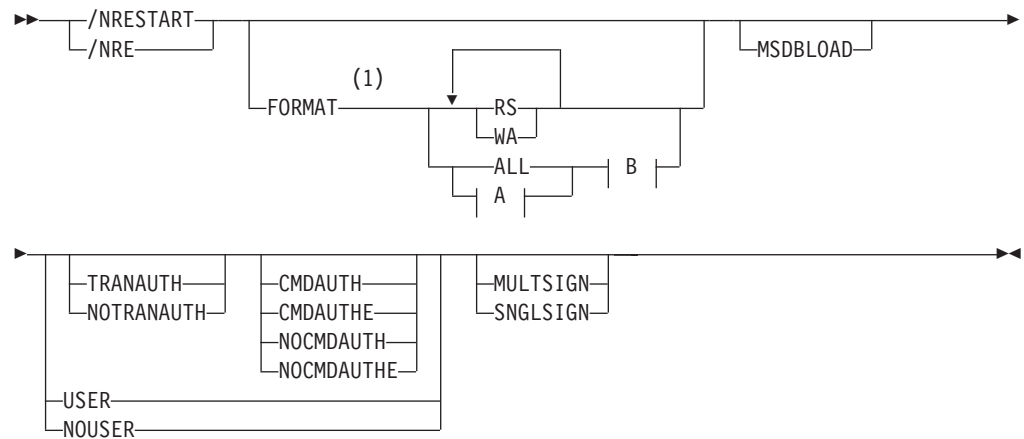 /NRESTART
/NRE
FORMAT
(1)
RS
WA
ALL
A
B
MSDBLOAD
TRANAUTH
NOTRANAUTH
CMDAUTH
CMDAUTHE
NOCMDAUTH
NOCMDAUTHE
USER
NOUSER
MULTSIGN
SNGLSIGN